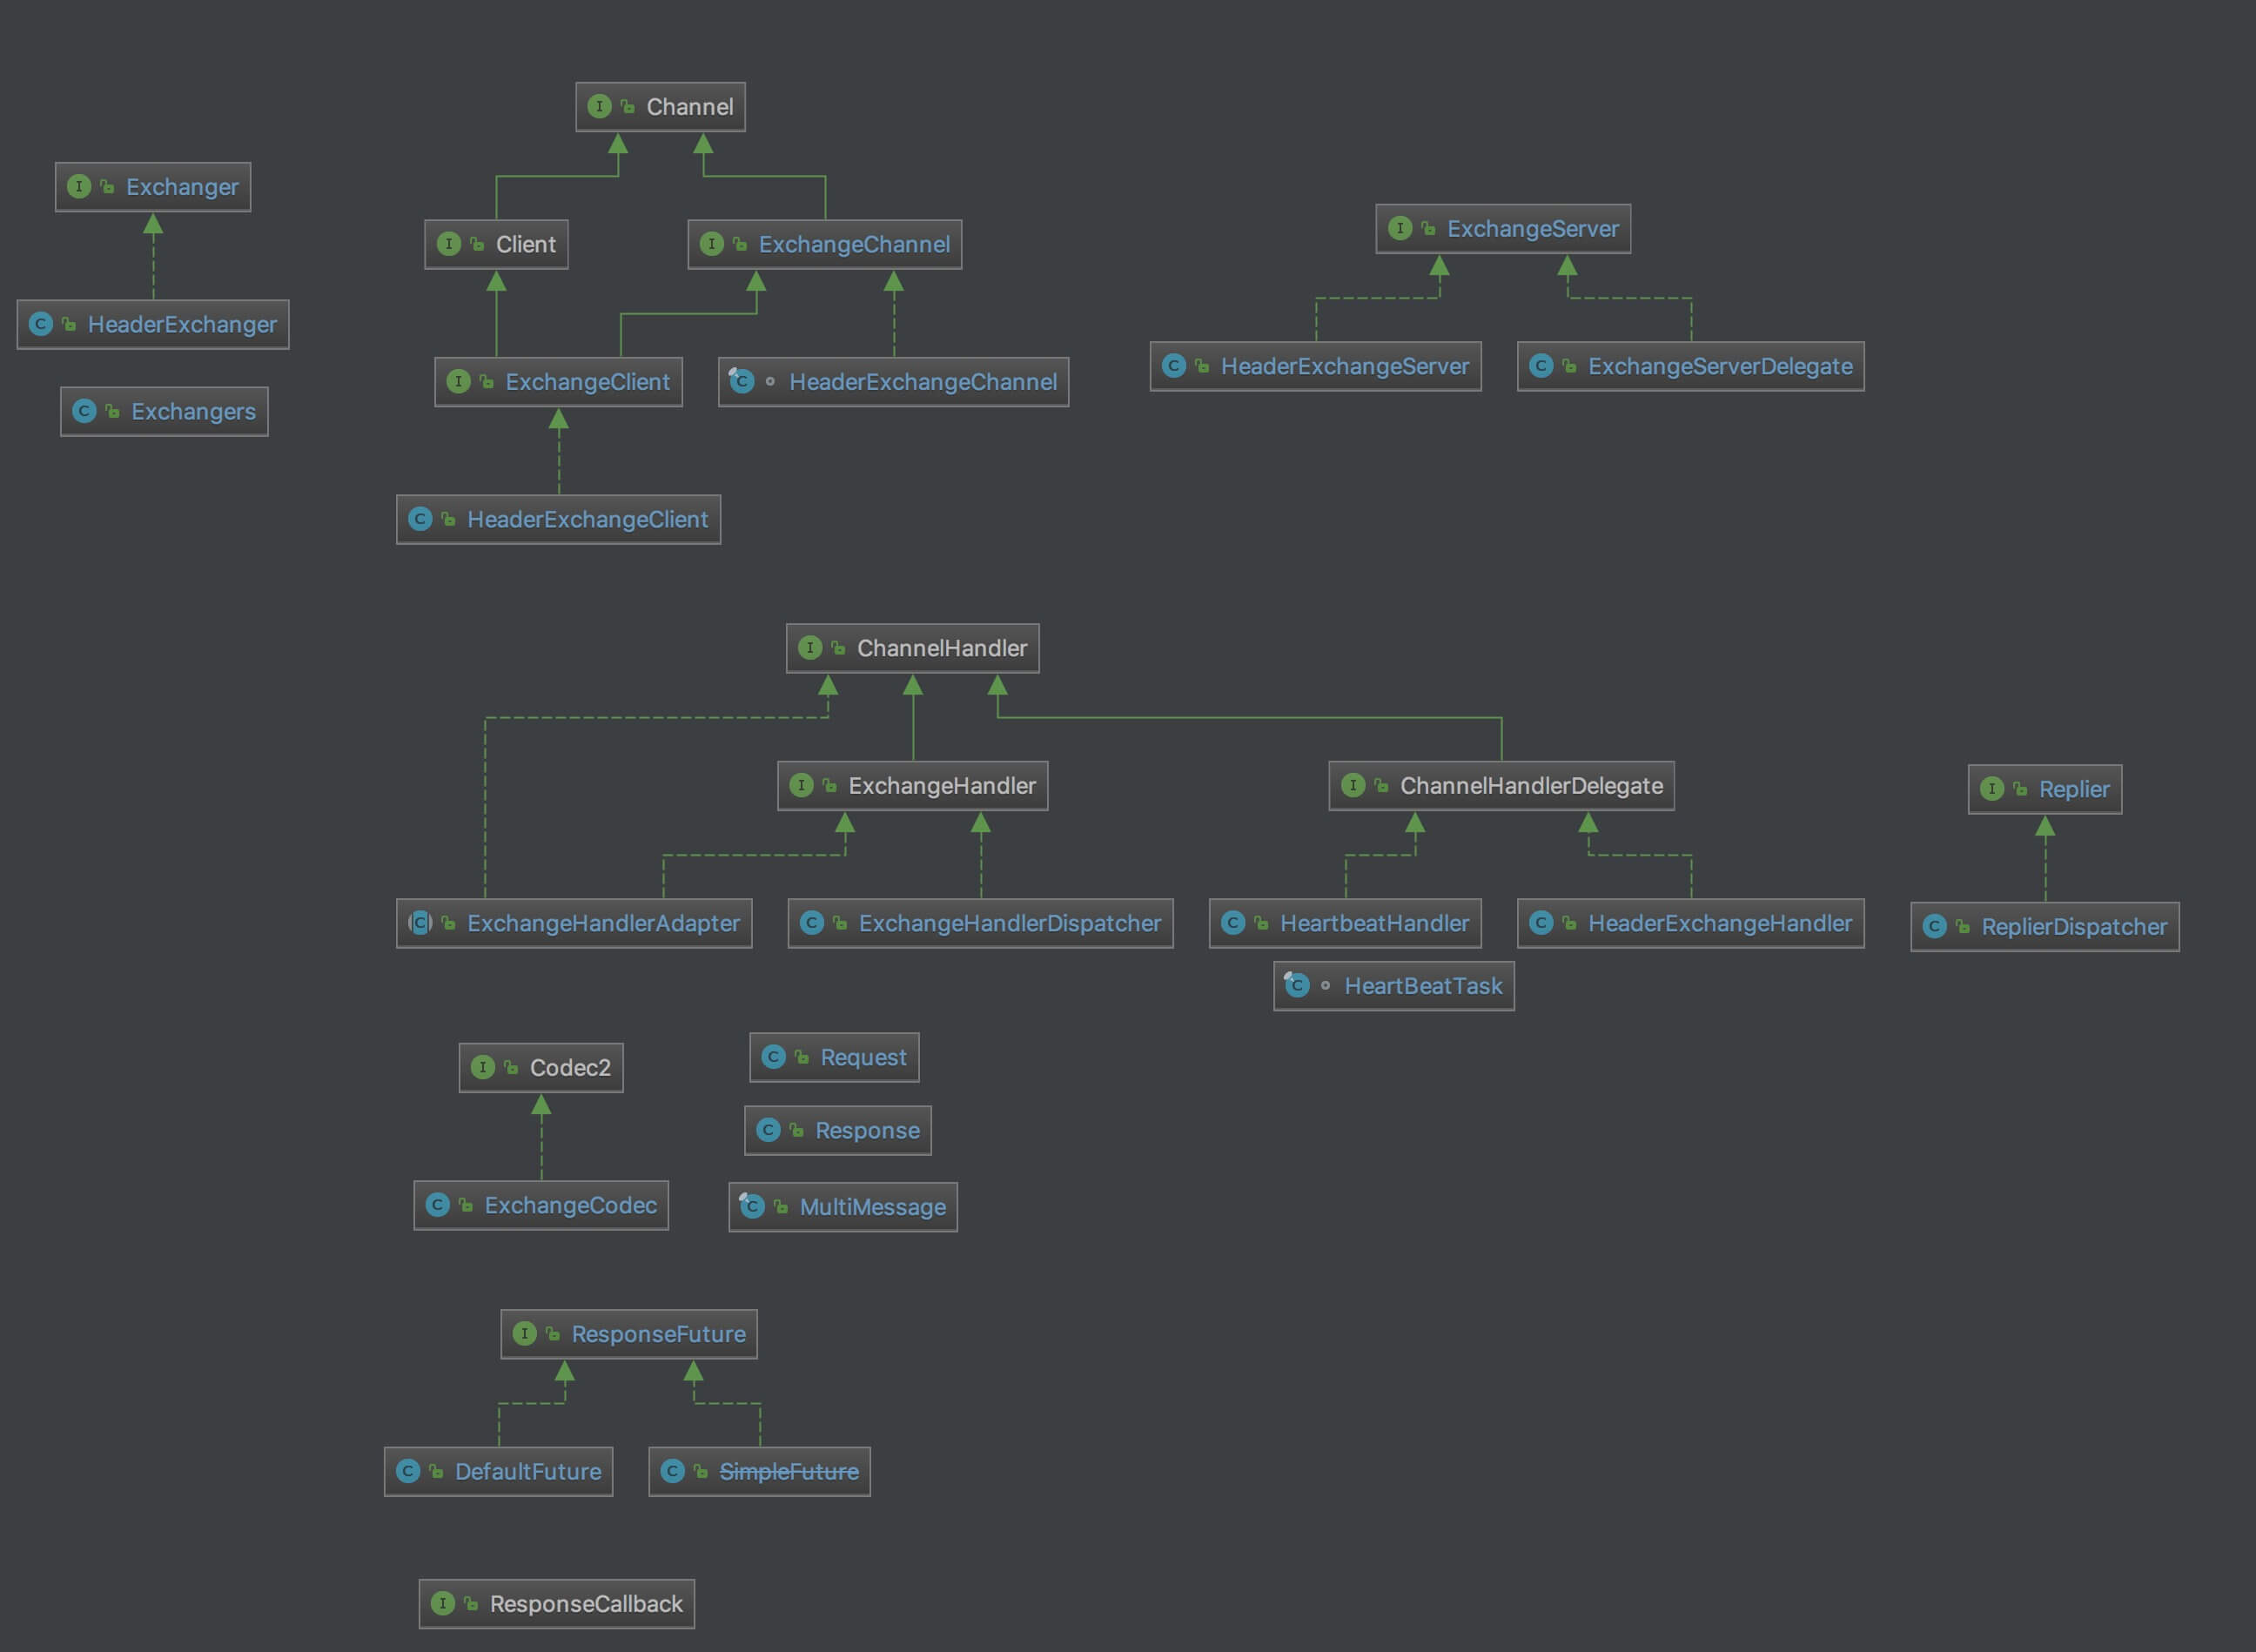 Channel
Exchanger
Client
ExchangeChannel
ExchangeServer
HeaderExchanger
ExchangeClient
HeaderExchangeChannel
HeaderExchangeServer
ExchangeServerDelegate
Exchangers
HeaderExchangeClient
ChannelHandler
ExchangeHandler
ChannelHandlerDelegate
Replier
ExchangeHandlerAdapter
ExchangeHandlerDispatcher
HeartbeatHandler
HeaderExchangeHandler
ReplierDispatcher
HeartBeatTask
Codec2
Request
Response
ExchangeCodec
MultiMessage
ResponseFuture
DefaultFuture
SimpleFuture
ResponseCallback